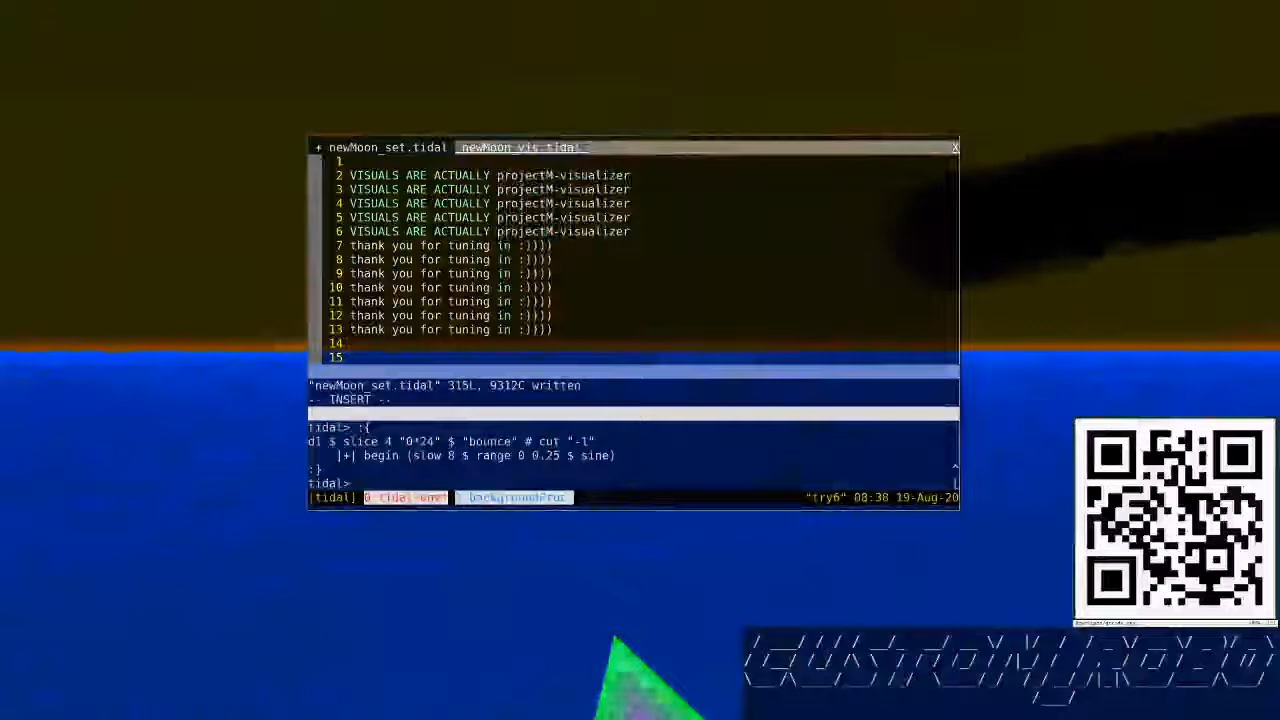 + newMoon_set.tidal newMoon_vis.tidal X
1
2 VISUALS ARE ACTUALLY projectM-visualizer
3 VISUALS ARE ACTUALLY projectM-visualizer
4 VISUALS ARE ACTUALLY projectM-visualizer
5 VISUALS ARE ACTUALLY projectM-visualizer
6 VISUALS ARE ACTUALLY projectM-visualizer
7 thank you for tuning in :))))
8 thank you for tuning in :))))
9 thank you for tuning in :))))
10 thank you for tuning in :))))
11 thank you for tuning in :))))
12 thank you for tuning in :))))
13 thank you for tuning in :))))
14
15
"newMoon_set.tidal" 315L, 9312C written
-- INSERT --
tidal> :{
d1 $ slice 4 "0*24" $ "bounce" # cut "-1"
|+| begin (slow 8 $ range 0 0.25 $ sine)
:}
tidal>
[tidal] 0 backgroundProc "try6" 08:38 19-Aug-20
CUSTOM_ROBO